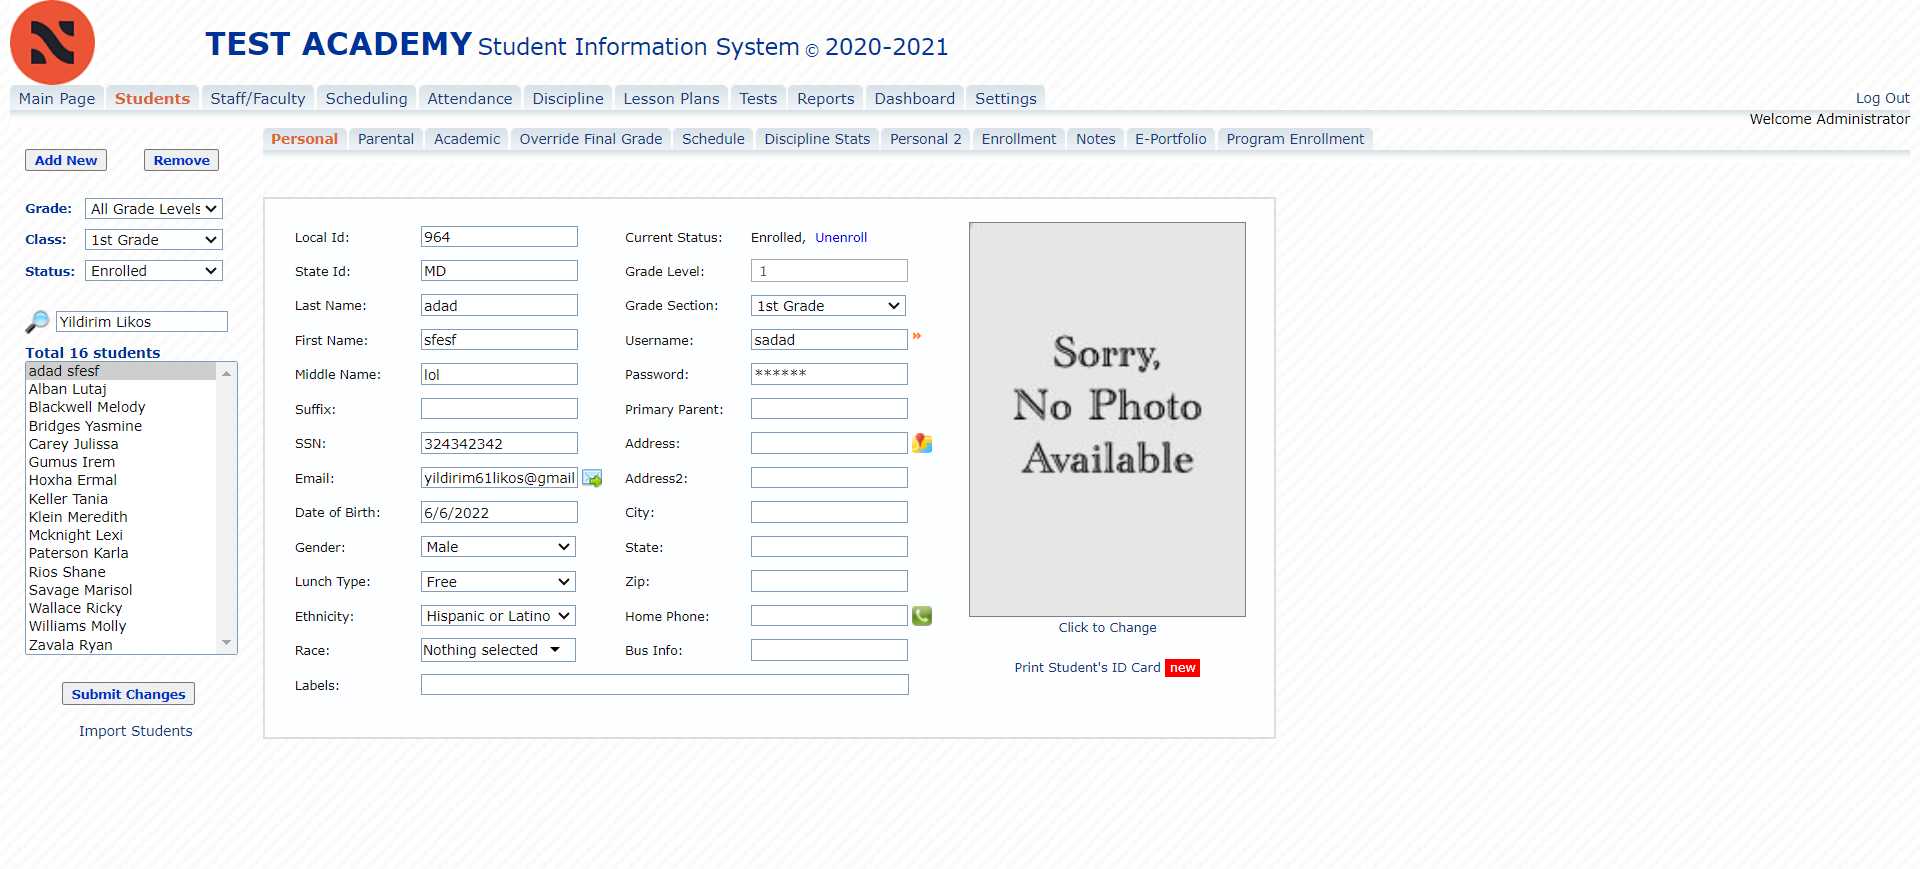 TEST ACADEMY Student Information System © 2020-2021
Main Page Students Staff/Faculty Scheduling Attendance Discipline Lesson Plans Tests Reports Dashboard Settings Log Out
Welcome Administrator
Personal Parental Academic Override Final Grade Schedule Discipline Stats Personal 2 Enrollment Notes E-Portfolio Program Enrollment
Add New Remove
Grade: All Grade Levels
Class: 1st Grade
Status: Enrolled
Yildirim Likos
Total 16 students
adad sfesf
Alban Lutaj
Blackwell Melody
Bridges Yasmine
Carey Julissa
Gumus Irem
Hoxha Ermal
Keller Tania
Klein Meredith
Mcknight Lexi
Paterson Karla
Rios Shane
Savage Marisol
Wallace Ricky
Williams Molly
Zavala Ryan
Submit Changes
Import Students
Local Id: 964
State Id: MD
Last Name: adad
First Name: sfesf
Middle Name: lol
Suffix:
SSN: 324342342
Email: yildirim61likos@gmail
Date of Birth: 6/6/2022
Gender: Male
Lunch Type: Free
Ethnicity: Hispanic or Latino
Race: Nothing selected
Labels:
Current Status: Enrolled, Unenroll
Grade Level: 1
Grade Section: 1st Grade
Username: sadad »
Password: ******
Primary Parent:
Address:
Address2:
City:
State:
Zip:
Home Phone:
Bus Info:
Sorry,
No Photo
Available
Click to Change
Print Student's ID Card new